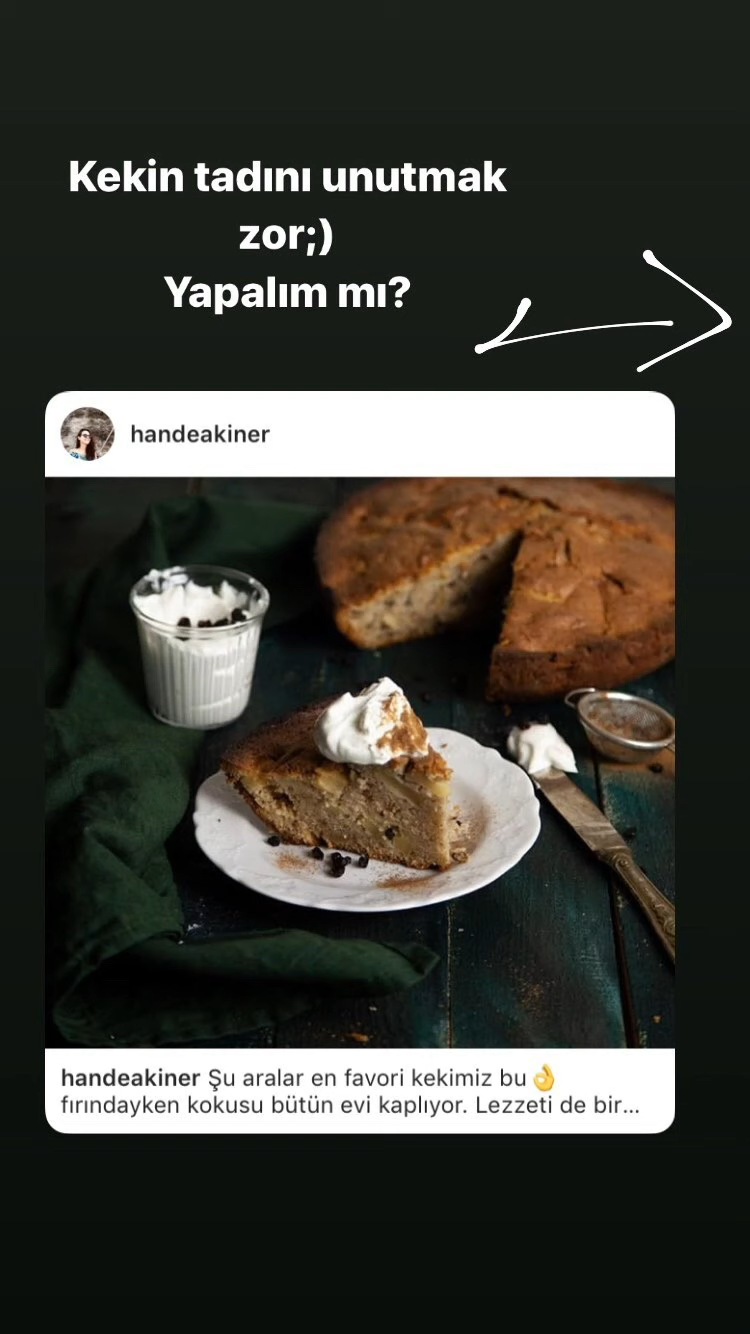 Kekin tadını unutmak
zor;)
Yapalım mı?
handeakiner
handeakiner Şu aralar en favori kekimiz bu👌
fırındayken kokusu bütün evi kaplıyor. Lezzeti de bir...